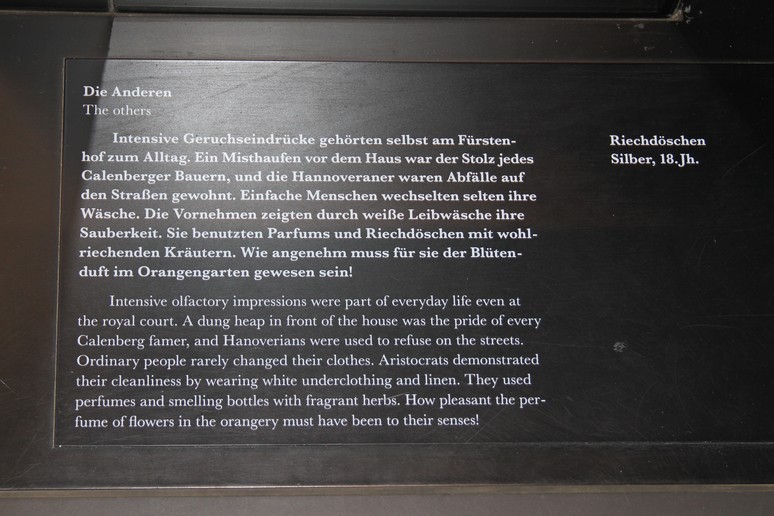 Die Anderen
The others
Intensive Geruchseindrücke gehörten selbst am Fürsten-
hof zum Alltag. Ein Misthaufen vor dem Haus war der Stolz jedes
Calenberger Bauern, und die Hannoveraner waren Abfälle auf
den Straßen gewohnt. Einfache Menschen wechselten selten ihre
Wäsche. Die Vornehmen zeigten durch weiße Leibwäsche ihre
Sauberkeit. Sie benutzten Parfums und Riechdöschen mit wohl-
riechenden Kräutern. Wie angenehm muss für sie der Blüten-
duft im Orangengarten gewesen sein!
Intensive olfactory impressions were part of everyday life even at
the royal court. A dung heap in front of the house was the pride of every
Calenberg famer, and Hanoverians were used to refuse on the streets.
Ordinary people rarely changed their clothes. Aristocrats demonstrated
their cleanliness by wearing white underclothing and linen. They used
perfumes and smelling bottles with fragrant herbs. How pleasant the per-
fume of flowers in the orangery must have been to their senses!
Riechdöschen
Silber, 18.Jh.